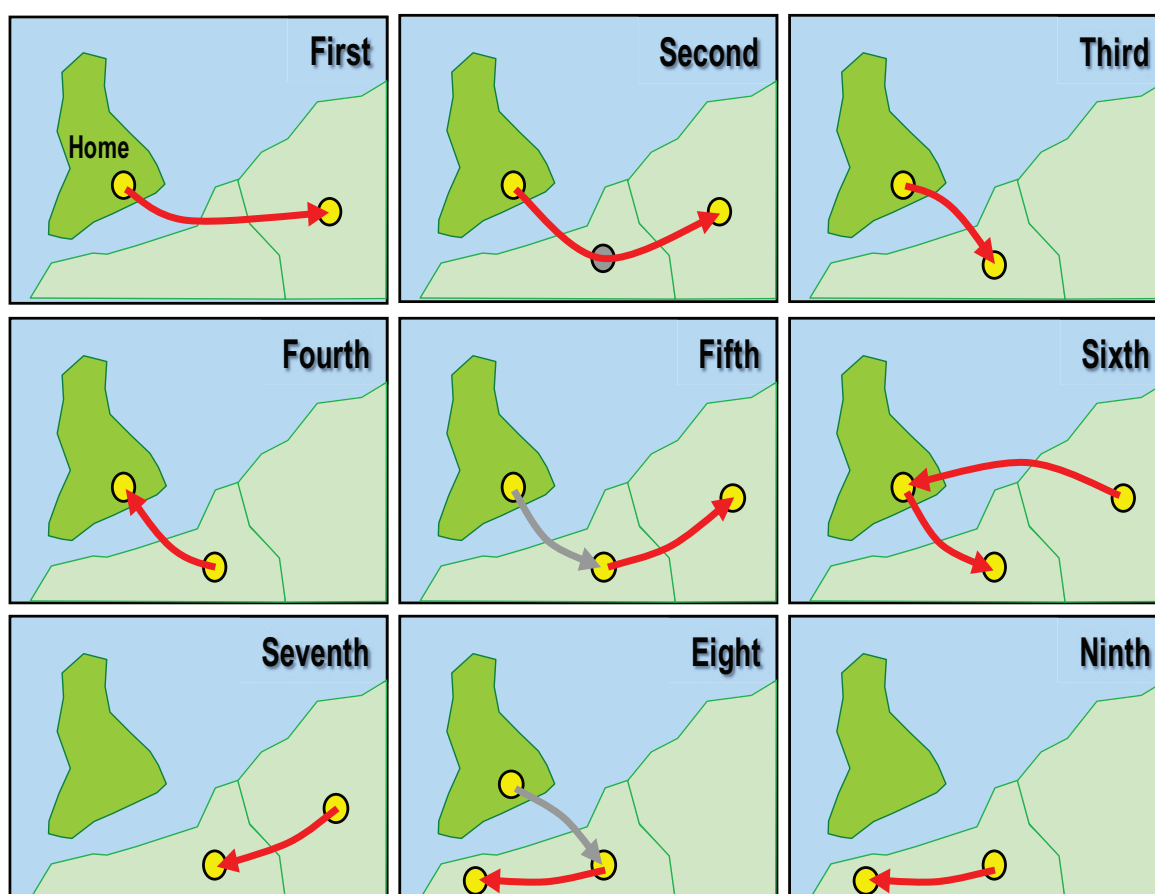 First
Home
Second
Third
Fourth
Fifth
Sixth
Seventh
Eight
Ninth